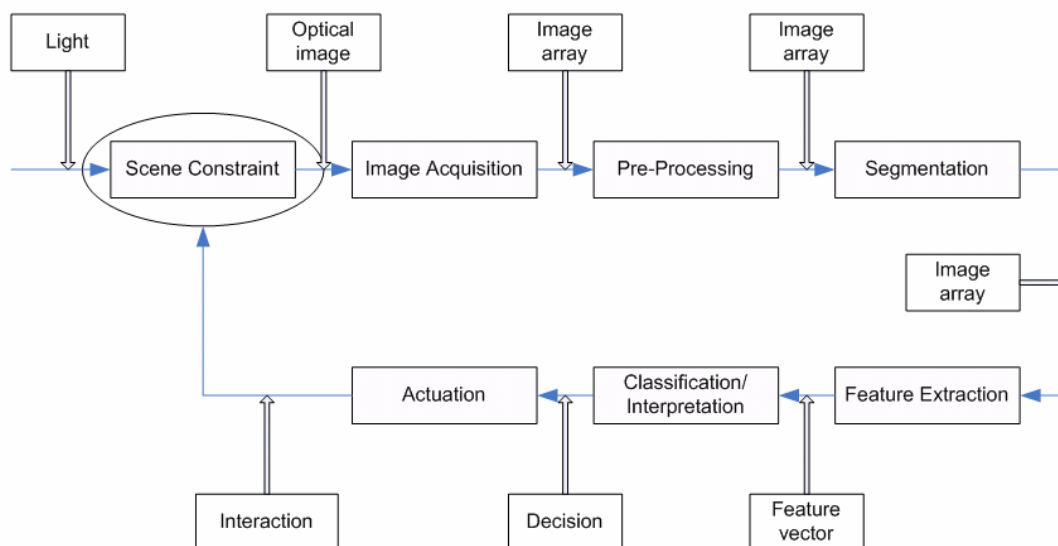 Light
Optical
image
Image
array
Image
array
Scene Constraint
Image Acquisition
Pre-Processing
Segmentation
Image
array
Actuation
Classification/
Interpretation
Feature Extraction
Interaction
Decision
Feature
vector